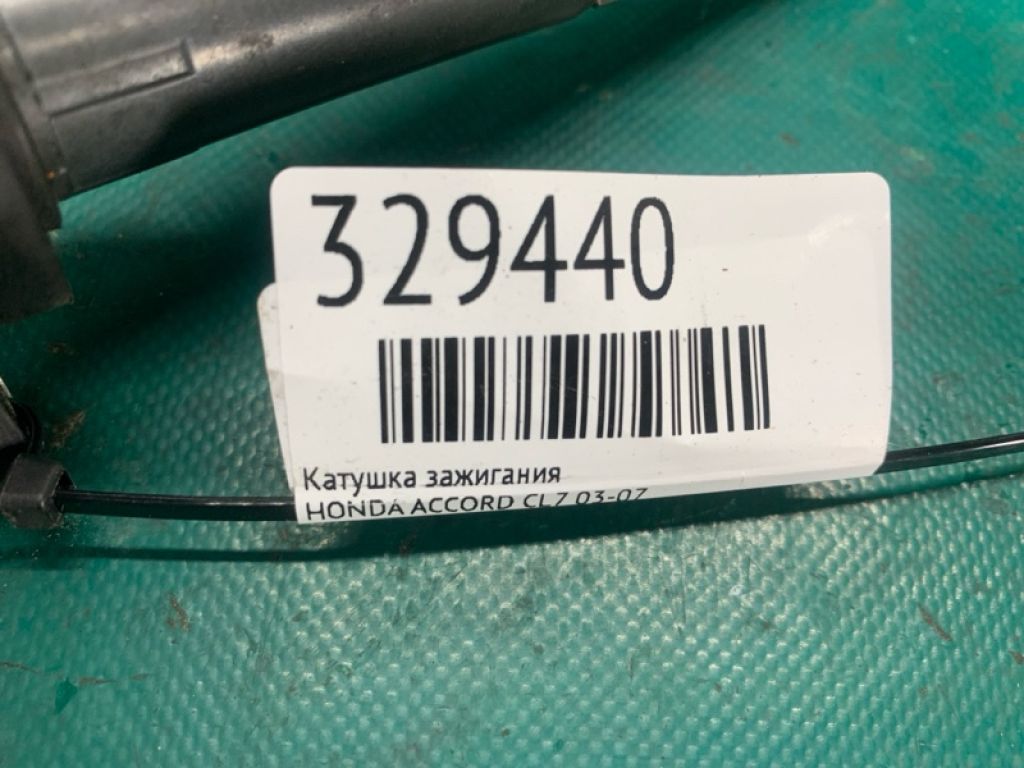 329440
Катушка зажигания
HONDA ACCORD CL7 03-07